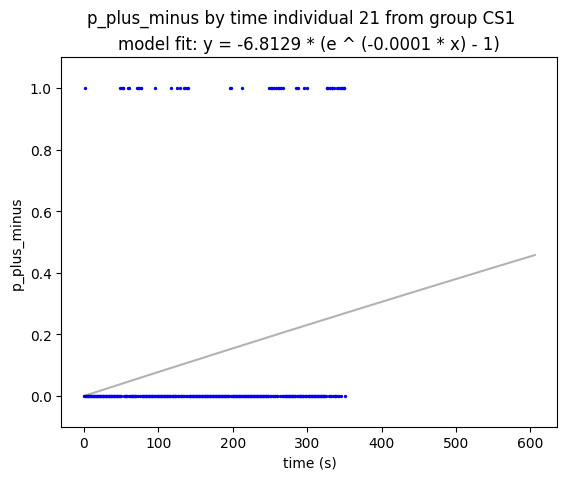 p_plus_minus by time individual 21 from group CS1
model fit: y = -6.8129 * (e ^ (-0.0001 * x) - 1)
1.0
0.8
0.6
0.4
0.2
0.0
p_plus_minus
0 100 200 300 400 500 600
time (s)